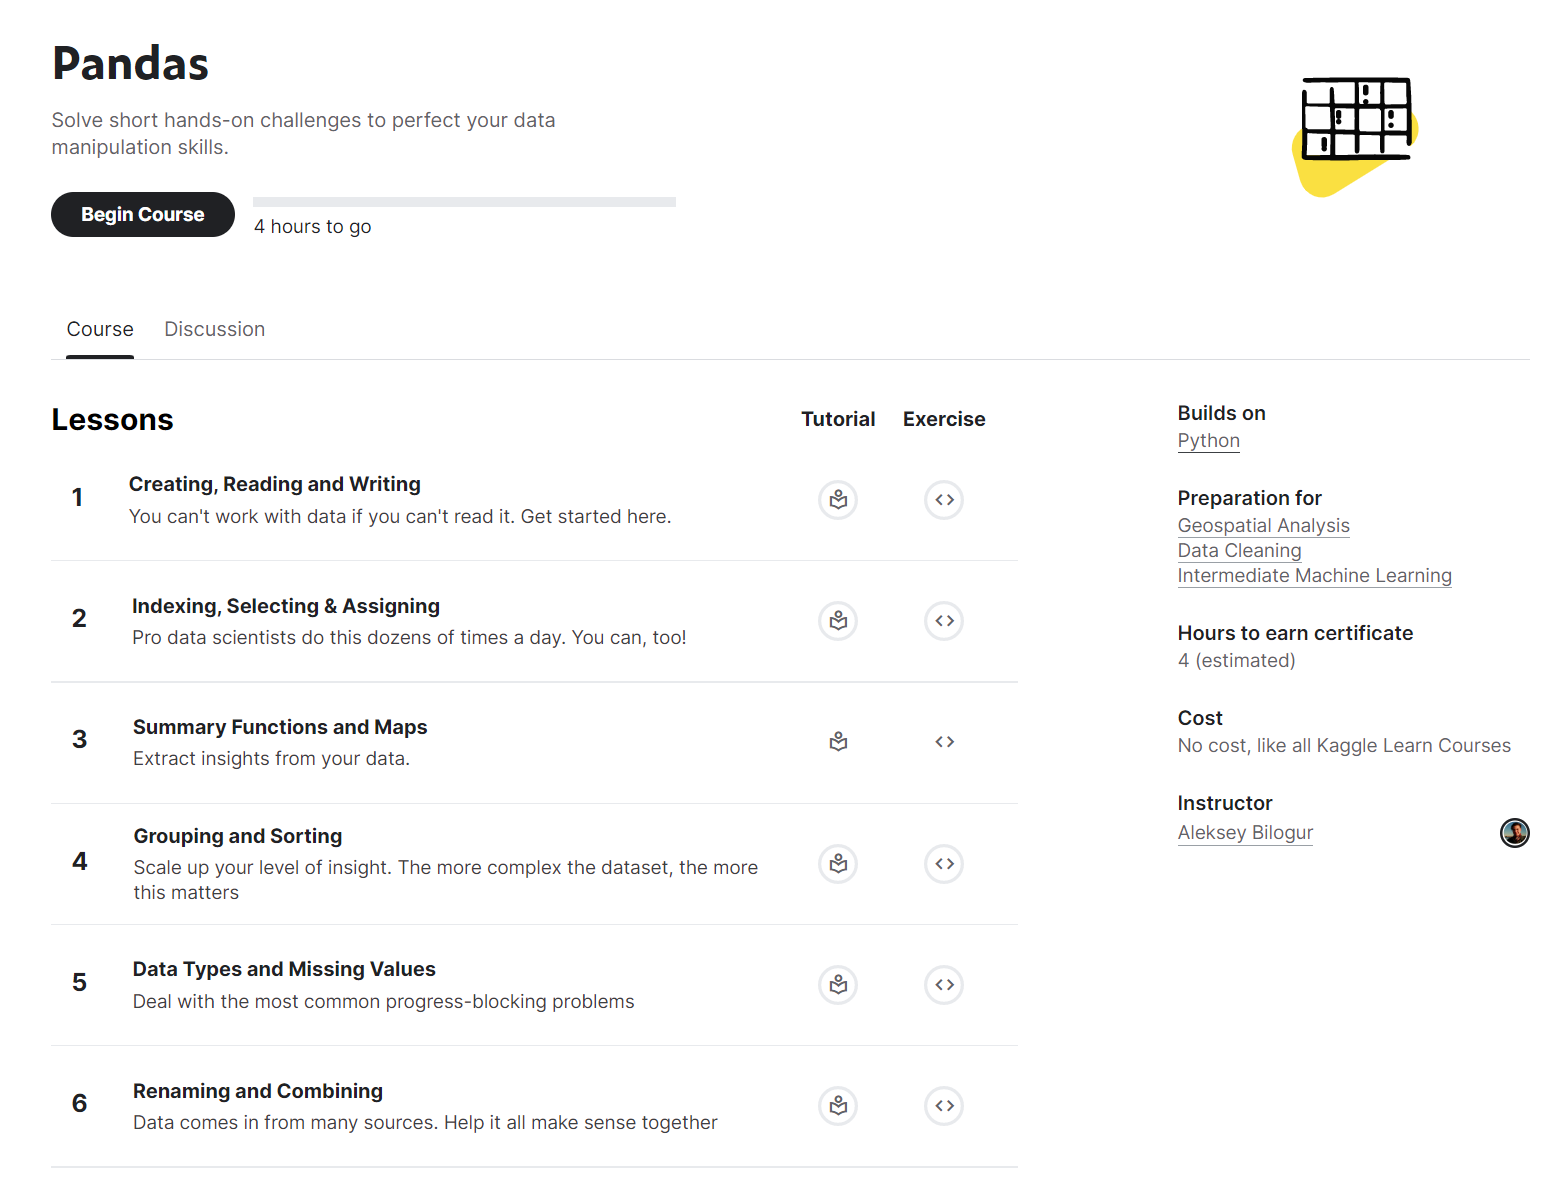 Pandas
Solve short hands-on challenges to perfect your data
manipulation skills.
Begin Course
4 hours to go
Course
Discussion
Lessons
Tutorial
Exercise
1
Creating, Reading and Writing
You can't work with data if you can't read it. Get started here.
2
Indexing, Selecting & Assigning
Pro data scientists do this dozens of times a day. You can, too!
3
Summary Functions and Maps
Extract insights from your data.
4
Grouping and Sorting
Scale up your level of insight. The more complex the dataset, the more
this matters
5
Data Types and Missing Values
Deal with the most common progress-blocking problems
6
Renaming and Combining
Data comes in from many sources. Help it all make sense together
Builds on
Python
Preparation for
Geospatial Analysis
Data Cleaning
Intermediate Machine Learning
Hours to earn certificate
4 (estimated)
Cost
No cost, like all Kaggle Learn Courses
Instructor
Aleksey Bilogur